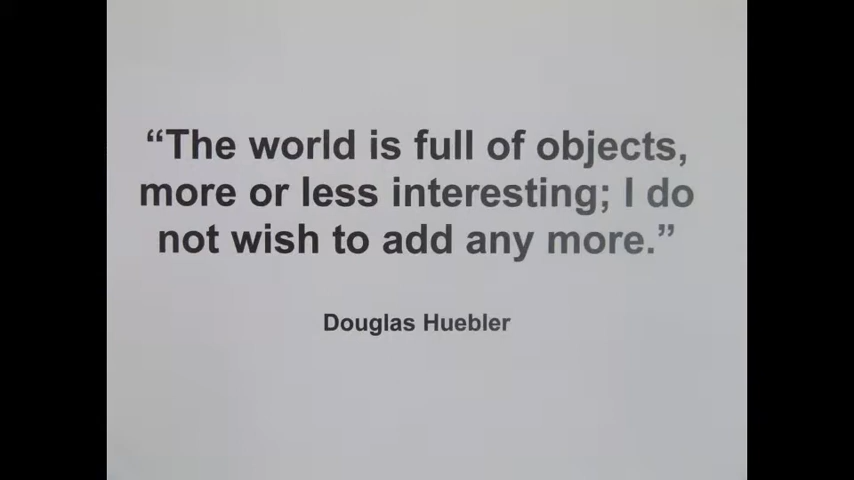 “The world is full of objects,
more or less interesting; I do
not wish to add any more.”
Douglas Huebler